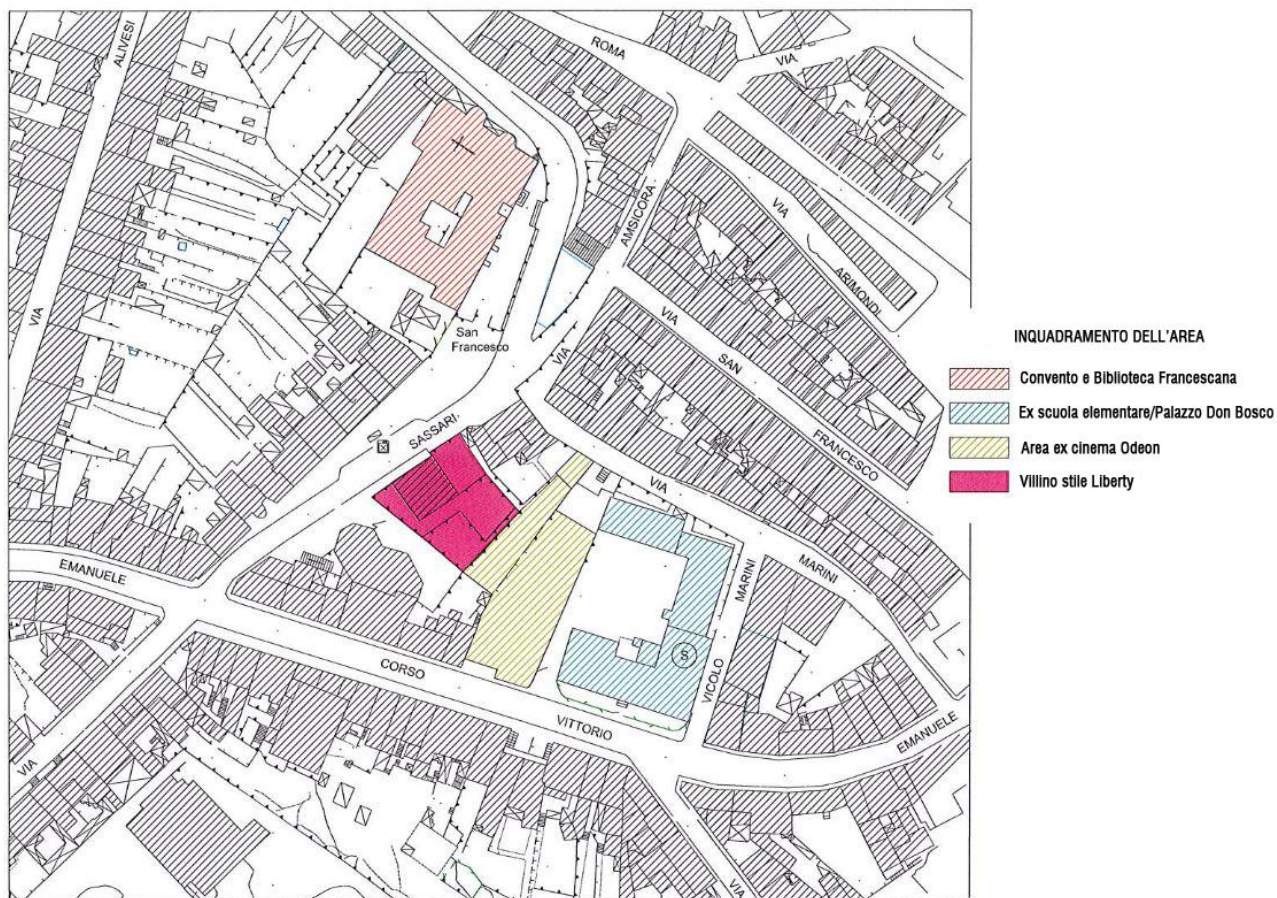 ALIVESI
VIA
ROMA
VIA
AMSICORA
VIA
VIA
ARIMONDI
VIA
SAN
FRANCESCO
San
Francesco
SASSARI
VIA
MARINI
EMANUELE
CORSO
VITTORIO
EMANUELE
VICOLO
MARINI
S
VIA
VIA
INQUADRAMENTO DELL'AREA
Convento e Biblioteca Francescana
Ex scuola elementare/Palazzo Don Bosco
Area ex cinema Odeon
Villino stile Liberty